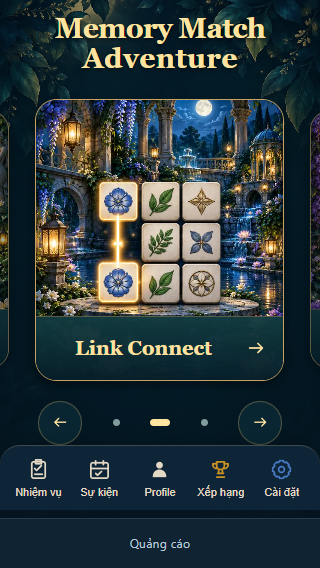 Memory Match
Adventure
Link Connect
Nhiệm vụ
Sự kiện
Profile
Xếp hạng
Cài đặt
Quảng cáo